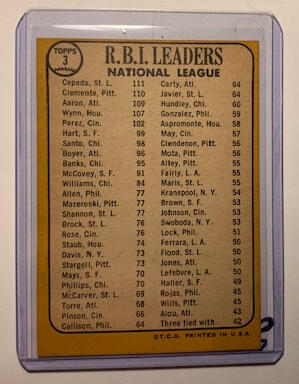 TOPPS
3
R.B.I. LEADERS
NATIONAL LEAGUE
Cepeda, St. L. 111 Carty, Atl. 64
Clemente, Pitt. 110 Javier, St. L. 64
Aaron, Atl. 109 Hundley, Chi. 60
Wynn, Hou. 107 Gonzalez, Phil. 59
Perez, Cin. 102 Aspromonte, Hou. 58
Hart, S. F. 99 May, Cin. 57
Santo, Chi. 98 Clendenon, Pitt. 56
Boyer, Atl. 96 Mota, Pitt. 56
Banks, Chi. 95 Alley, Pitt. 55
McCovey, S. F. 91 Fairly, L. A. 55
Williams, Chi. 84 Maris, St. L. 55
Allen, Phil. 77 Kranepool, N. Y. 54
Mazeroski, Pitt. 77 Brown, S. F. 53
Shannon, St. L. 77 Johnson, Cin. 53
Brock, St. L. 76 Swoboda, N. Y. 53
Rose, Cin. 76 Lock, Phil. 51
Staub, Hou. 74 Ferrara, L. A. 50
Davis, N. Y. 73 Flood, St. L. 50
Stargell, Pitt. 73 Jones, Atl. 50
Mays, S. F. 70 Lefebvre, L. A. 50
Phillips, Chi. 70 Haller, S. F. 49
McCarver, St. L. 69 Rojas, Phil. 45
Torre, Atl. 68 Wills, Pitt. 45
Pinson, Cin. 66 Alou, Atl. 43
Callison, Phil. 64 Three tied with 42
© T.C.G. PRINTED IN U.S.A.